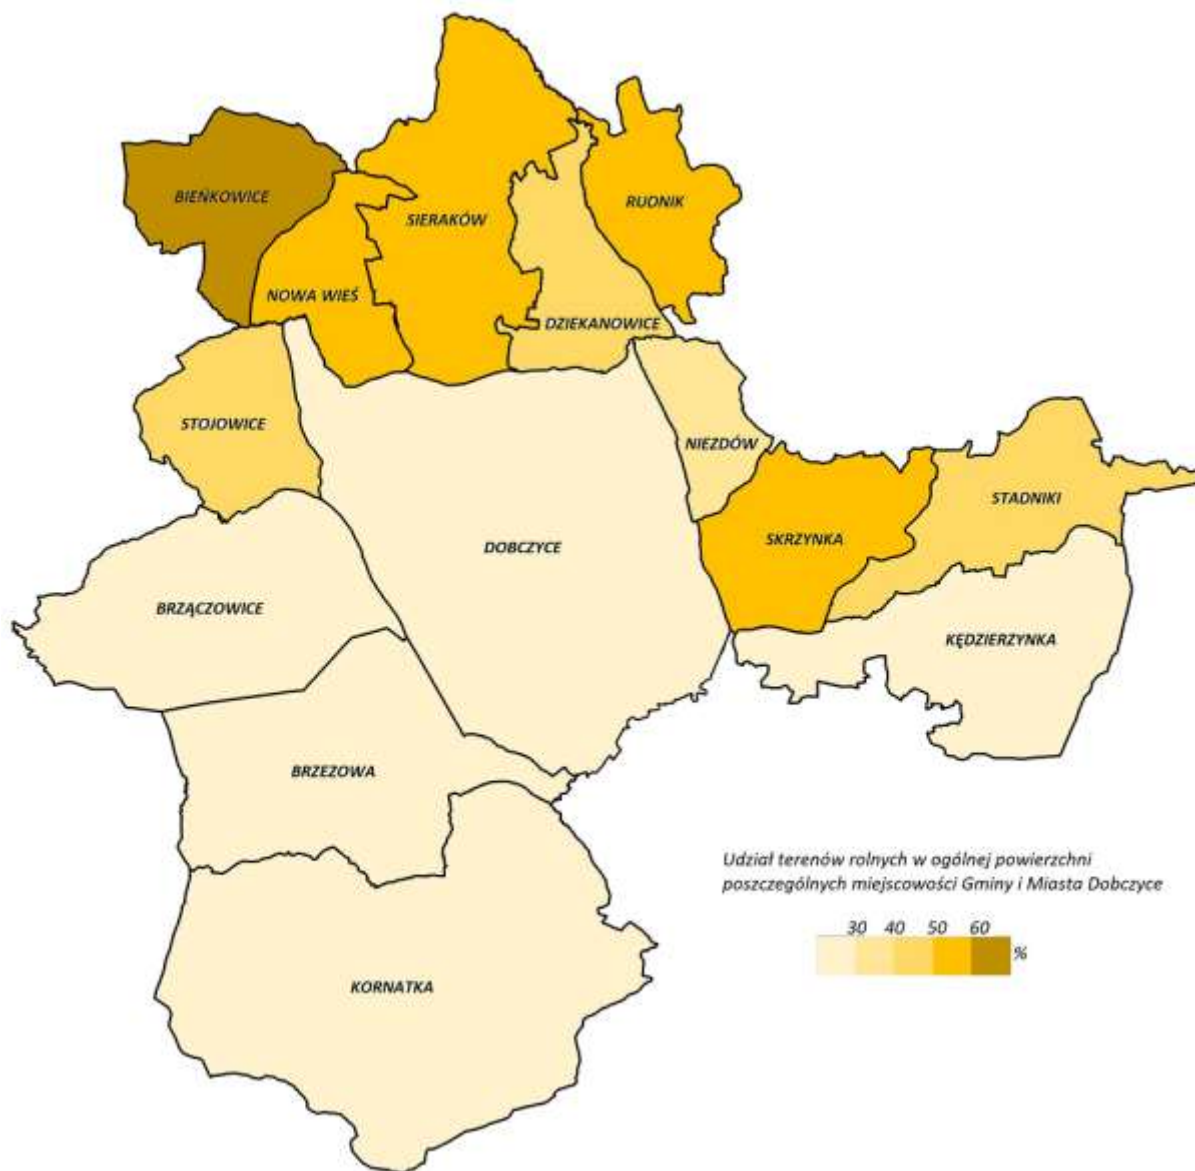 BIEŃKOWICE
RUDNIK
SIERAKÓW
NOWA WIEŚ
DZIEKANOWICE
STOJOWICE
NIEZDÓW
STADNIKI
SKRZYNKA
DOBCZYCE
BRZĄCZOWICE
KĘDZIERZYNKA
BRZEZOWA
Udział terenów rolnych w ogólnej powierzchni
poszczególnych miejscowości Gminy i Miasta Dobczyce
30 40 50 60
%
KORNATKA